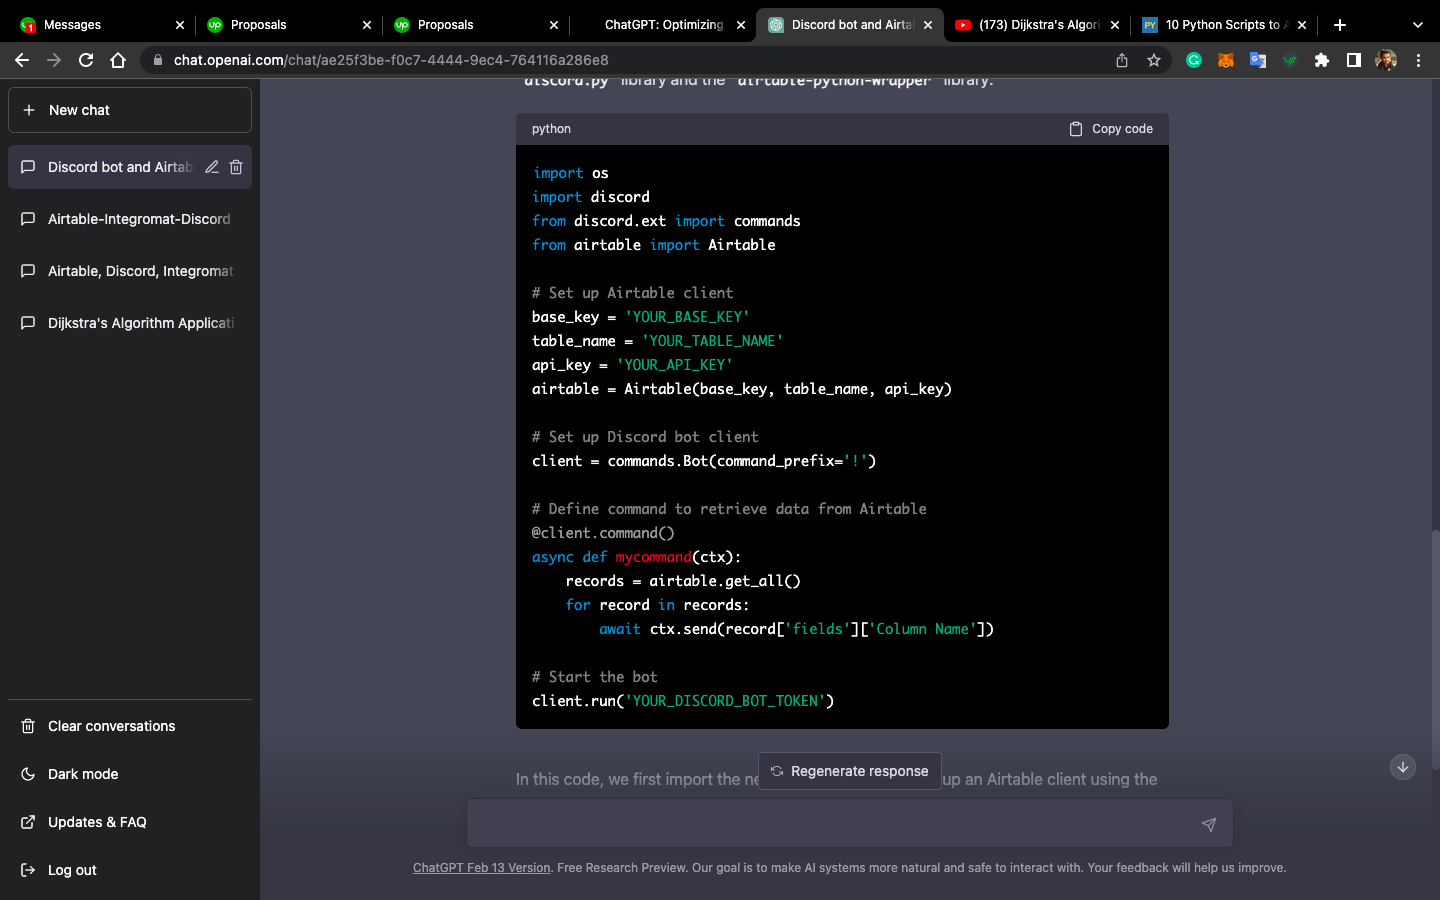 1
Messages
Proposals
Proposals
ChatGPT: Optimizing
Discord bot and Airta
(173) Dijkstra's Algori
PY
10 Python Scripts to A
chat.openai.com/chat/ae25f3be-f0c7-4444-9ec4-764116a286e8
New chat
Discord bot and Airtab
Airtable-Integromat-Discord
Airtable, Discord, Integromat
Dijkstra's Algorithm Applicati
Clear conversations
Dark mode
Updates & FAQ
Log out
discord.py library and the airtable-python-wrapper library.
python
Copy code
import os
import discord
from discord.ext import commands
from airtable import Airtable
# Set up Airtable client
base_key = 'YOUR_BASE_KEY'
table_name = 'YOUR_TABLE_NAME'
api_key = 'YOUR_API_KEY'
airtable = Airtable(base_key, table_name, api_key)
# Set up Discord bot client
client = commands.Bot(command_prefix='!')
# Define command to retrieve data from Airtable
@client.command()
async def mycommand(ctx):
    records = airtable.get_all()
    for record in records:
        await ctx.send(record['fields']['Column Name'])
# Start the bot
client.run('YOUR_DISCORD_BOT_TOKEN')
In this code, we first import the ne up an Airtable client using the
Regenerate response
ChatGPT Feb 13 Version. Free Research Preview. Our goal is to make AI systems more natural and safe to interact with. Your feedback will help us improve.